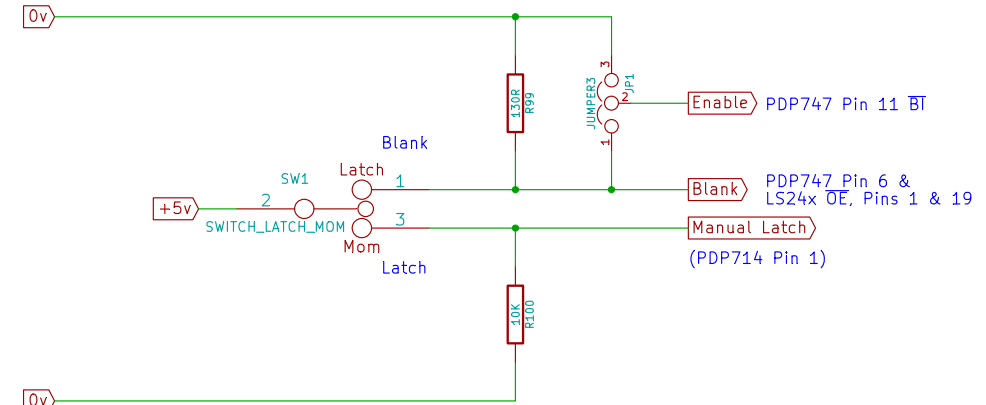 0v
3
JP1
130R
R99
JUMPER3
2
Enable
PDP747 Pin 11 BI
1
Blank
Latch
SW1
1
Blank
PDP747 Pin 6 &
LS24x OE, Pins 1 & 19
2
+5v
SWITCH_LATCH_MOM
3
Manual Latch
Mom
Latch
(PDP714 Pin 1)
10K
R100
0v